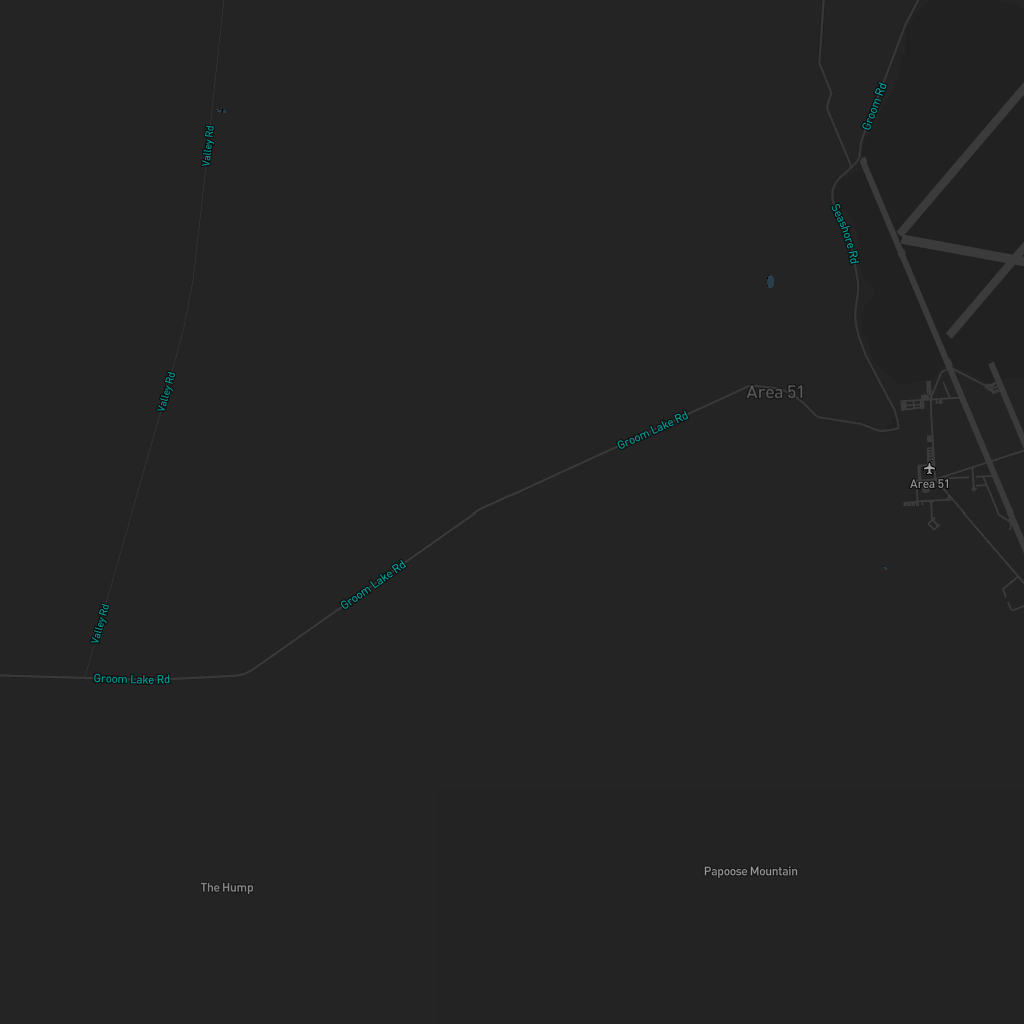 Groom Rd
Valley Rd
Seashore Rd
Valley Rd
Area 51
Groom Lake Rd
Area 51
Groom Lake Rd
Valley Rd
Groom Lake Rd
Papoose Mountain
The Hump